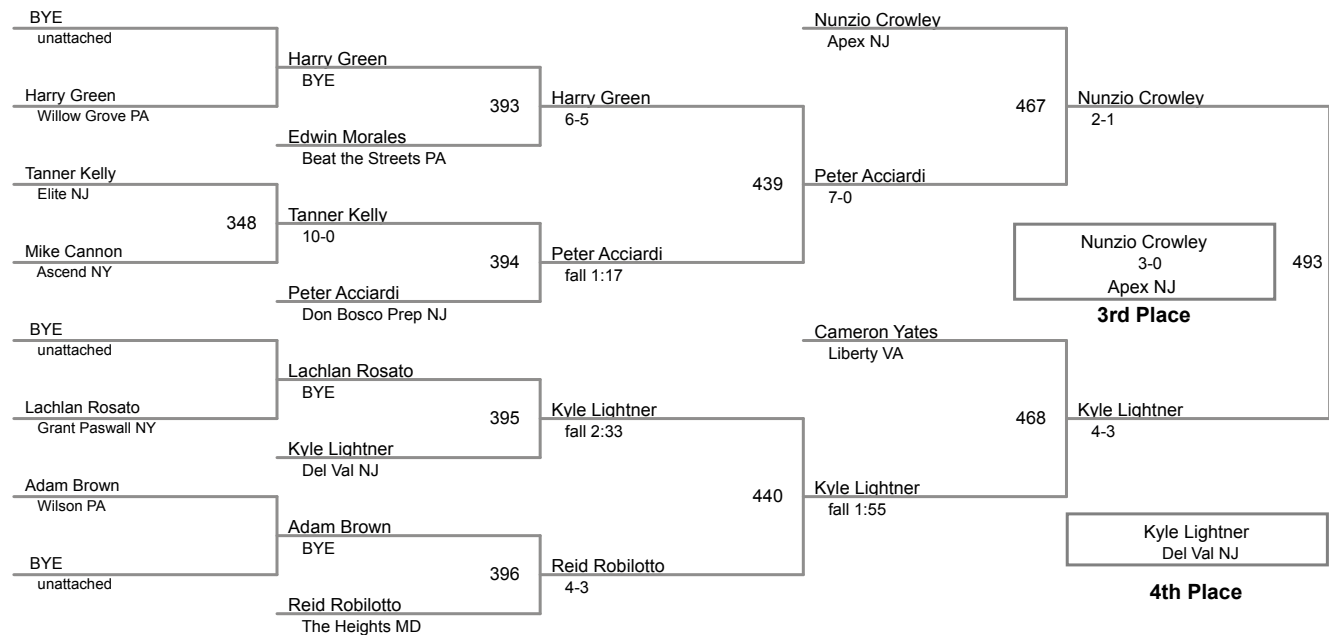 BYE
unattached
Harry Green
Willow Grove PA
Tanner Kelly
Elite NJ
348
Mike Cannon
Ascend NY
BYE
unattached
Lachlan Rosato
Grant Paswall NY
Adam Brown
Wilson PA
BYE
unattached
Harry Green
BYE
393
Edwin Morales
Beat the Streets PA
Tanner Kelly
10-0
394
Peter Acciardi
Don Bosco Prep NJ
Lachlan Rosato
BYE
395
Kyle Lightner
Del Val NJ
Adam Brown
BYE
396
Reid Robilotto
The Heights MD
Harry Green
6-5
439
Peter Acciardi
fall 1:17
Kyle Lightner
fall 2:33
440
Reid Robilotto
4-3
Nunzio Crowley
Apex NJ
467
Peter Acciardi
7-0
Cameron Yates
Liberty VA
468
Kyle Lightner
fall 1:55
Nunzio Crowley
2-1
Nunzio Crowley
3-0
Apex NJ
493
3rd Place
Kyle Lightner
4-3
Kyle Lightner
Del Val NJ
4th Place